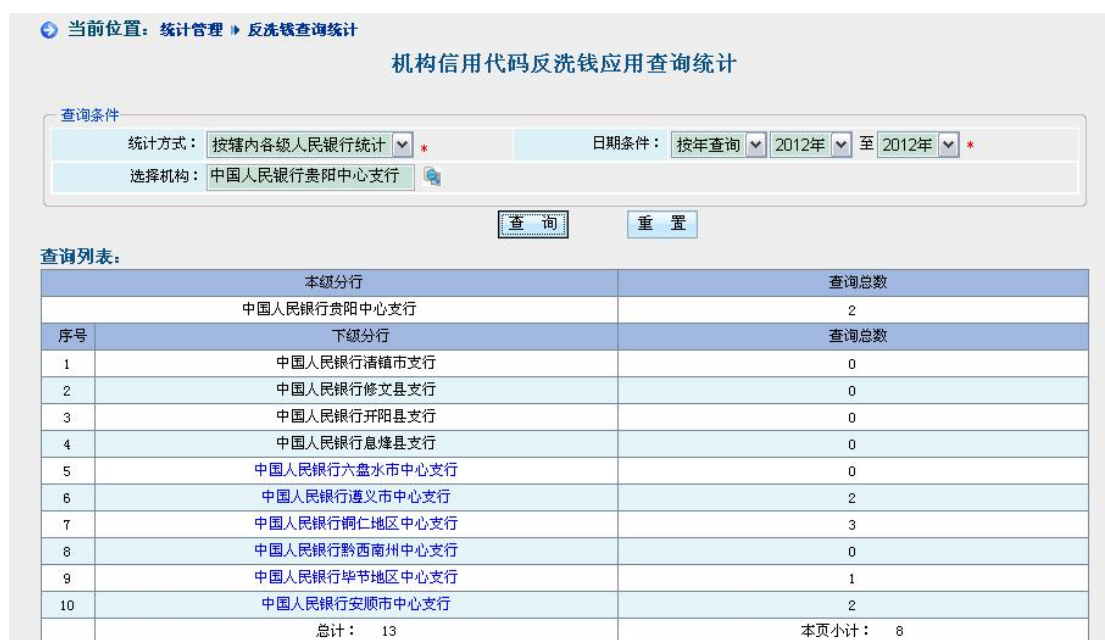 当前位置：统计管理 反洗钱查询统计
机构信用代码反洗钱应用查询统计
查询条件
统计方式： 按辖内各级人民银行统计 * 日期条件： 按年查询 2012年 至 2012年 *
选择机构： 中国人民银行贵阳中心支行
查 询 重 置
查询列表：
本级分行 查询总数
中国人民银行贵阳中心支行 2
序号 下级分行 查询总数
1 中国人民银行清镇市支行 0
2 中国人民银行修文县支行 0
3 中国人民银行开阳县支行 0
4 中国人民银行息烽县支行 0
5 中国人民银行六盘水市中心支行 0
6 中国人民银行遵义市中心支行 2
7 中国人民银行铜仁地区中心支行 3
8 中国人民银行黔西南州中心支行 0
9 中国人民银行毕节地区中心支行 1
10 中国人民银行安顺市中心支行 2
总计： 13 本页小计： 8